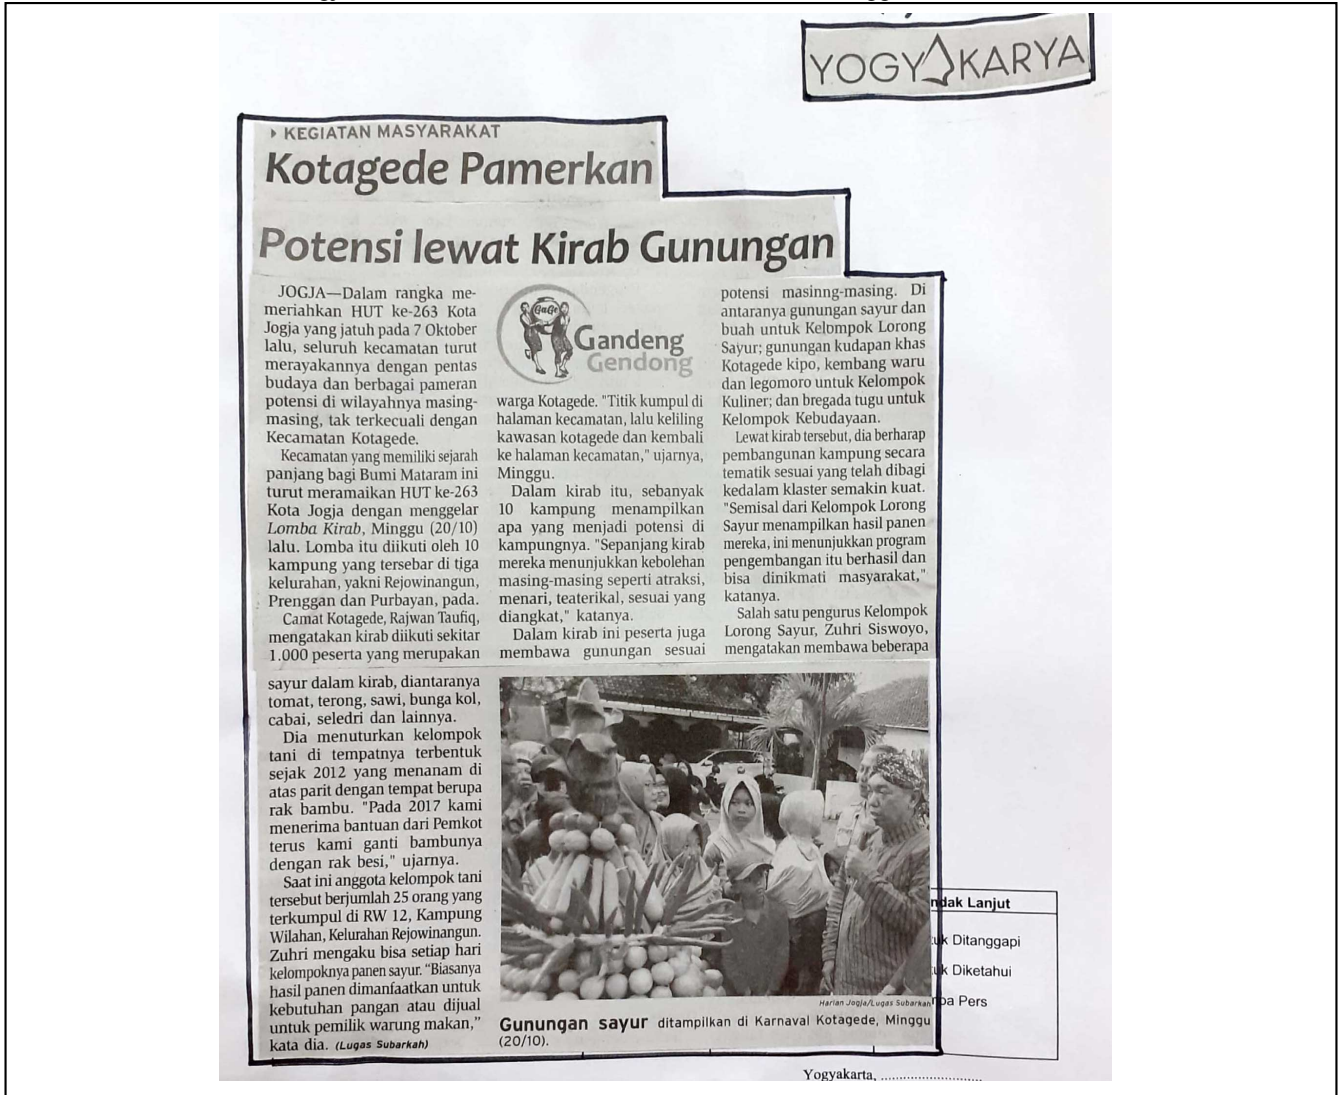 YOGYAKARYA
KEGIATAN MASYARAKAT
Kotagede Pamerkan
Potensi lewat Kirab Gunungan
JOGJA—Dalam rangka me-
meriahkan HUT ke-263 Kota
Jogja yang jatuh pada 7 Oktober
lalu, seluruh kecamatan turut
merayakannya dengan pentas
budaya dan berbagai pameran
potensi di wilayahnya masing-
masing, tak terkecuali dengan
Kecamatan Kotagede.
Kecamatan yang memiliki sejarah
panjang bagi Bumi Mataram ini
turut meramaikan HUT ke-263
Kota Jogja dengan menggelar
Lomba Kirab, Minggu (20/10)
lalu. Lomba itu diikuti oleh 10
kampung yang tersebar di tiga
kelurahan, yakni Rejowinangun,
Prenggan dan Purbayan, pada.
Camat Kotagede, Rajwan Taufiq,
mengatakan kirab diikuti sekitar
1.000 peserta yang merupakan
GaGe
Gandeng
Gendong
warga Kotagede. "Titik kumpul di
halaman kecamatan, lalu keliling
kawasan kotagede dan kembali
ke halaman kecamatan," ujarnya,
Minggu.
Dalam kirab itu, sebanyak
10 kampung menampilkan
apa yang menjadi potensi di
kampungnya. "Sepanjang kirab
mereka menunjukkan kebolehan
masing-masing seperti atraksi,
menari, teaterikal, sesuai yang
diangkat," katanya.
Dalam kirab ini peserta juga
membawa gunungan sesuai
potensi masinng-masing. Di
antaranya gunungan sayur dan
buah untuk Kelompok Lorong
Sayur; gunungan kudapan khas
Kotagede kipo, kembang waru
dan legomoro untuk Kelompok
Kuliner; dan bregada tugu untuk
Kelompok Kebudayaan.
Lewat kirab tersebut, dia berharap
pembangunan kampung secara
tematik sesuai yang telah dibagi
kedalam klaster semakin kuat.
"Semisal dari Kelompok Lorong
Sayur menampilkan hasil panen
mereka, ini menunjukkan program
pengembangan itu berhasil dan
bisa dinikmati masyarakat,"
katanya.
Salah satu pengurus Kelompok
Lorong Sayur, Zuhri Siswoyo,
mengatakan membawa beberapa
sayur dalam kirab, diantaranya
tomat, terong, sawi, bunga kol,
cabai, seledri dan lainnya.
Dia menuturkan kelompok
tani di tempatnya terbentuk
sejak 2012 yang menanam di
atas parit dengan tempat berupa
rak bambu. "Pada 2017 kami
menerima bantuan dari Pemkot
terus kami ganti bambunya
dengan rak besi," ujarnya.
Saat ini anggota kelompok tani
tersebut berjumlah 25 orang yang
terkumpul di RW 12, Kampung
Wilahan, Kelurahan Rejowinangun.
Zuhri mengaku bisa setiap hari
kelompoknya panen sayur. "Biasanya
hasil panen dimanfaatkan untuk
kebutuhan pangan atau dijual
untuk pemilik warung makan,"
kata dia. (Lugas Subarkah)
Harian Jogja/Lugas Subarkah
Gunungan sayur ditampilkan di Karnaval Kotagede, Minggu
(20/10).
ndak Lanjut
uk Ditanggapi
uk Diketahui
pa Pers
Yogyakarta, ............................